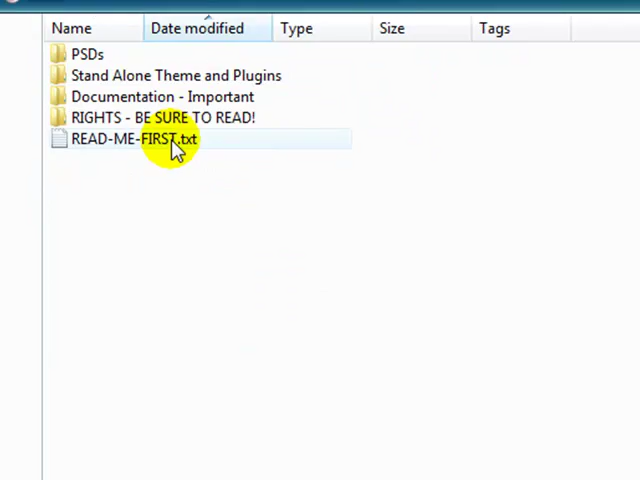 Name Date modified Type Size Tags
PSDs
Stand Alone Theme and Plugins
Documentation - Important
RIGHTS - BE SURE TO READ!
READ-ME-FIRST.txt